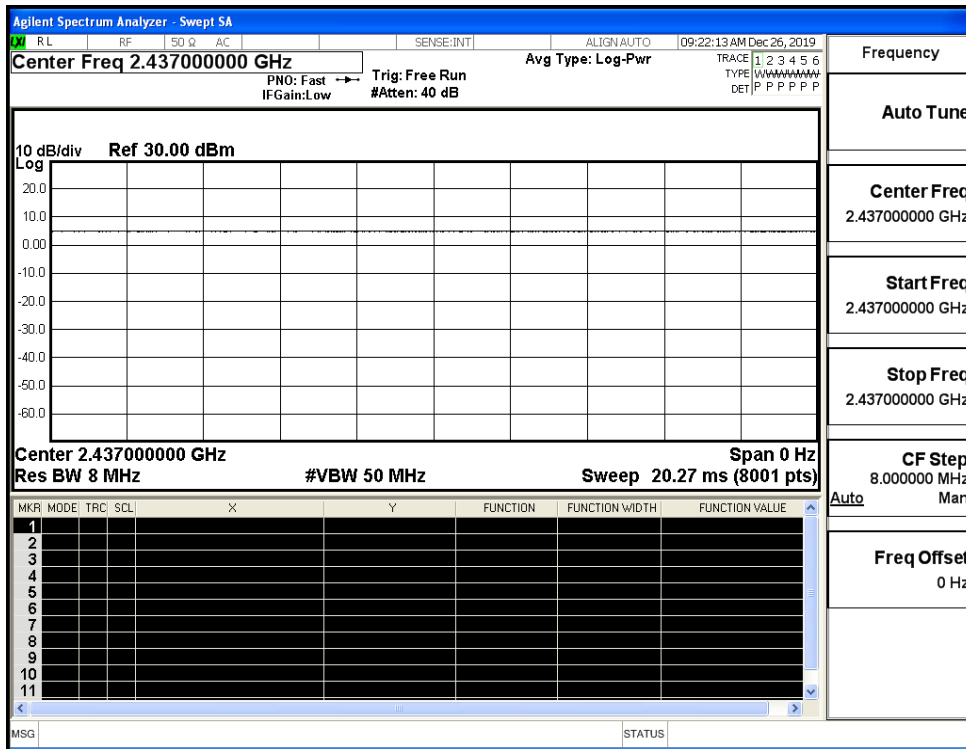 Agilent Spectrum Analyzer - Swept SA
LXI RL RF 50 Ω AC SENSE:INT ALIGNAUTO 09:22:13 AM Dec 26, 2019
Center Freq 2.437000000 GHz
PNO: Fast
IFGain:Low
Trig: Free Run
#Atten: 40 dB
Avg Type: Log-Pwr
TRACE 1 2 3 4 5 6
TYPE WWWWWW
DET P P P P P P
10 dB/div Ref 30.00 dBm
Log
20.0
10.0
0.00
-10.0
-20.0
-30.0
-40.0
-50.0
-60.0
Center 2.437000000 GHz Span 0 Hz
Res BW 8 MHz #VBW 50 MHz Sweep 20.27 ms (8001 pts)
MKR MODE TRC SCL X Y FUNCTION FUNCTION WIDTH FUNCTION VALUE
1
2
3
4
5
6
7
8
9
10
11
MSG STATUS
Frequency
Auto Tune
Center Freq
2.437000000 GHz
Start Freq
2.437000000 GHz
Stop Freq
2.437000000 GHz
CF Step
8.000000 MHz
Auto Man
Freq Offset
0 Hz